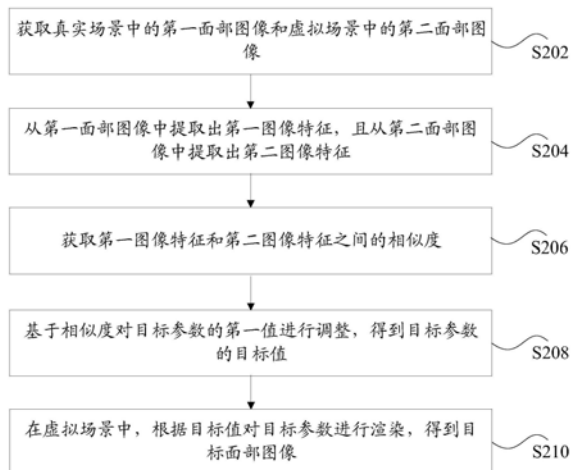 获取真实场景中的第一面部图像和虚拟场景中的第二面部图
像
S202
从第一面部图像中提取出第一图像特征，且从第二面部图
像中提取出第二图像特征
S204
获取第一图像特征和第二图像特征之间的相似度
S206
基于相似度对目标参数的第一值进行调整，得到目标参数
的目标值
S208
在虚拟场景中，根据目标值对目标参数进行渲染，得到目
标面部图像
S210